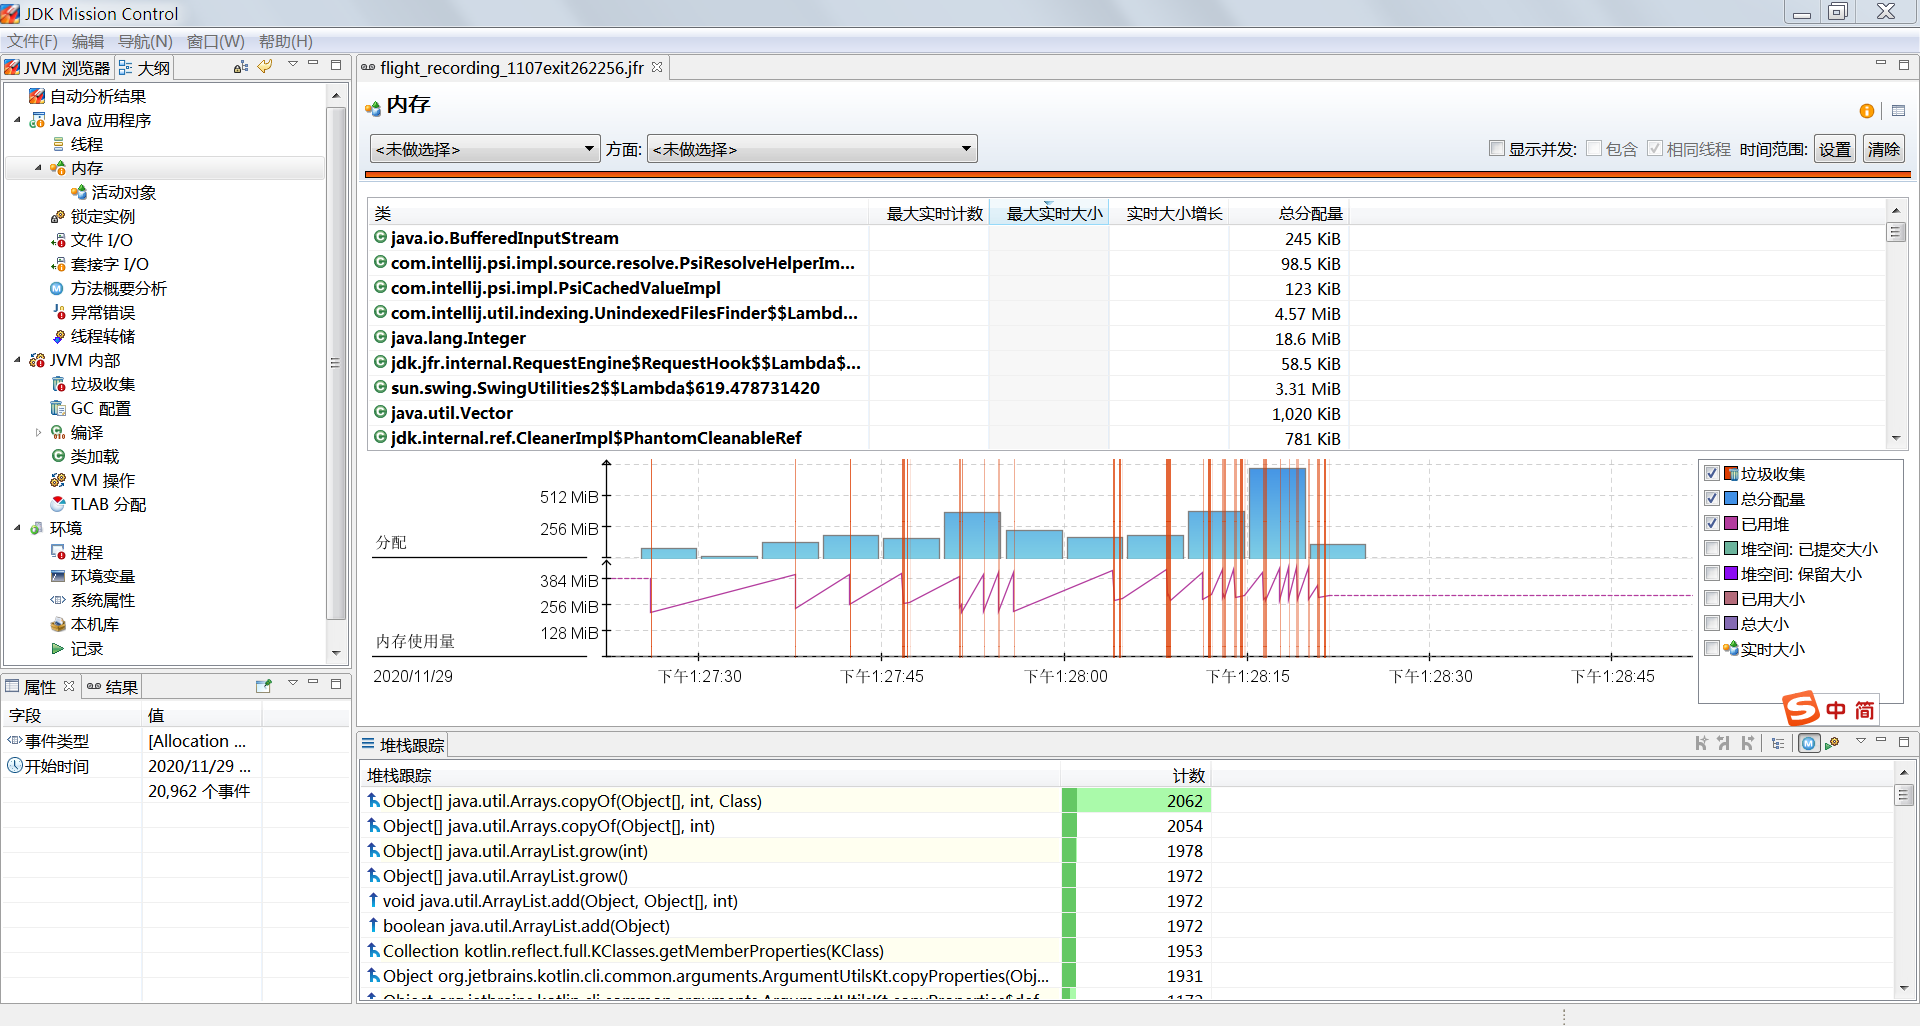 JDK Mission Control
文件(F) 编辑 导航(N) 窗口(W) 帮助(H)
JVM 浏览器 大纲
自动分析结果
Java 应用程序
线程
内存
活动对象
锁定实例
文件 I/O
套接字 I/O
方法概要分析
异常错误
线程转储
JVM 内部
垃圾收集
GC 配置
编译
类加载
VM 操作
TLAB 分配
环境
进程
环境变量
系统属性
本机库
记录
属性 结果
字段 值
事件类型 [Allocation ...
开始时间 2020/11/29 ...
20,962 个事件
flight_recording_1107exit262256.jfr
内存
<未做选择> 方面: <未做选择> 显示并发: 包含 相同线程 时间范围: 设置 清除
类 最大实时计数 最大实时大小 实时大小增长 总分配量
java.io.BufferedInputStream 245 KiB
com.intellij.psi.impl.source.resolve.PsiResolveHelperIm... 98.5 KiB
com.intellij.psi.impl.PsiCachedValueImpl 123 KiB
com.intellij.util.indexing.UnindexedFilesFinder$$Lambd... 4.57 MiB
java.lang.Integer 18.6 MiB
jdk.jfr.internal.RequestEngine$RequestHook$$Lambda$... 58.5 KiB
sun.swing.SwingUtilities2$$Lambda$619.478731420 3.31 MiB
java.util.Vector 1,020 KiB
jdk.internal.ref.CleanerImpl$PhantomCleanableRef 781 KiB
512 MiB
256 MiB
分配
384 MiB
256 MiB
128 MiB
内存使用量
2020/11/29 下午1:27:30 下午1:27:45 下午1:28:00 下午1:28:15 下午1:28:30 下午1:28:45
垃圾收集
总分配量
已用堆
堆空间: 已提交大小
堆空间: 保留大小
已用大小
总大小
实时大小
S 中 简
堆栈跟踪
堆栈跟踪 计数
Object[] java.util.Arrays.copyOf(Object[], int, Class) 2062
Object[] java.util.Arrays.copyOf(Object[], int) 2054
Object[] java.util.ArrayList.grow(int) 1978
Object[] java.util.ArrayList.grow() 1972
void java.util.ArrayList.add(Object, Object[], int) 1972
boolean java.util.ArrayList.add(Object) 1972
Collection kotlin.reflect.full.KClasses.getMemberProperties(KClass) 1953
Object org.jetbrains.kotlin.cli.common.arguments.ArgumentUtilsKt.copyProperties(Obj... 1931